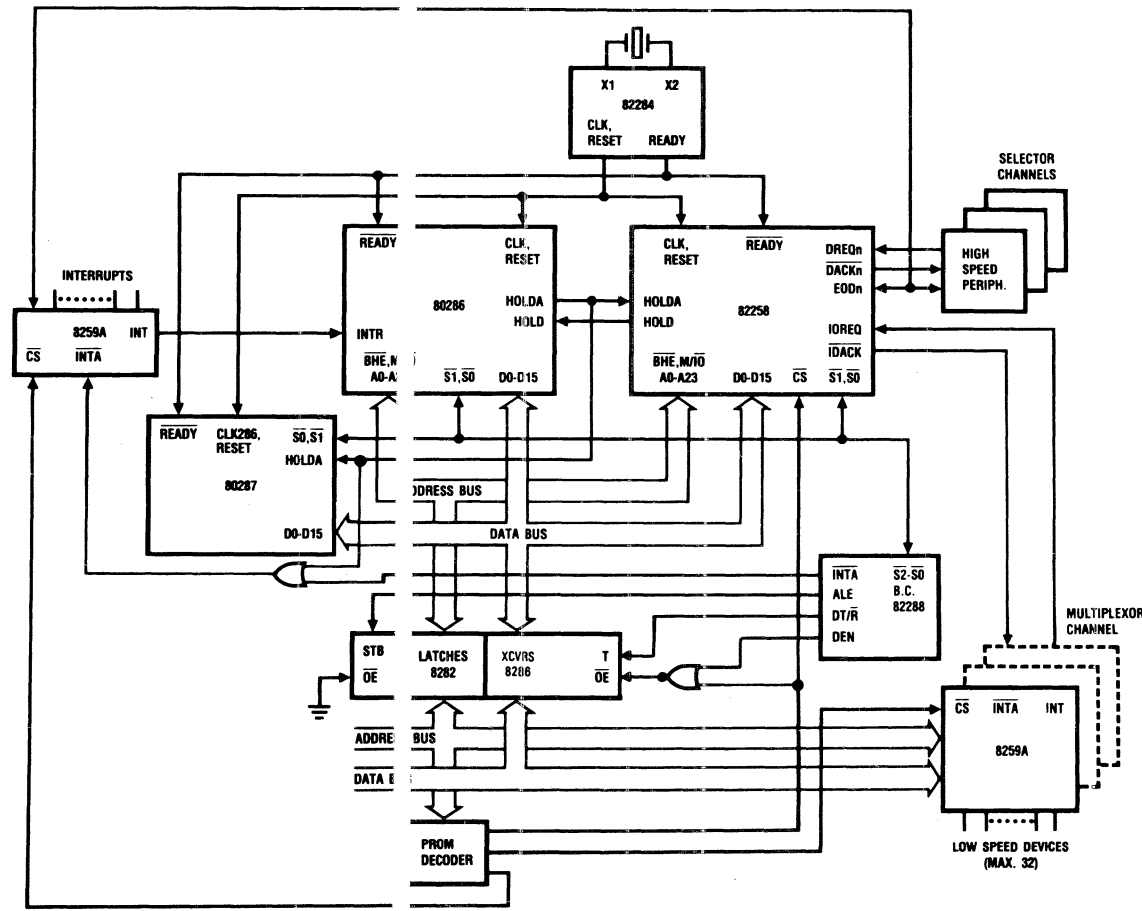 X1 X2
82284
CLK,
RESET READY
SELECTOR
CHANNELS
HIGH
SPEED
PERIPH.
READY
CLK,
RESET
80286
HOLDA
HOLD
INTR
BHE,
S1,S0 D0-D15
CLK,
RESET
READY
HOLDA
HOLD
82258
DREQn
DACKn
EODn
IOREQ
IDACK
BHE,M/IO
A0-A23 D0-D15 CS S1,S0
INTERRUPTS
8259A INT
CS INTA
READY CLK286,
RESET
S0,S1
HOLDA
80287
D0-D15
DDRESS BUS
DATA BUS
INTA S2-S0
ALE B.C.
82288
DT/R
DEN
STB LATCHES
8282
OE
XCVRS
8286
T
OE
MULTIPLEXOR
CHANNEL
CS INTA INT
8259A
LOW SPEED DEVICES
(MAX. 32)
ADDRE BUS
DATA
PROM
DECODER